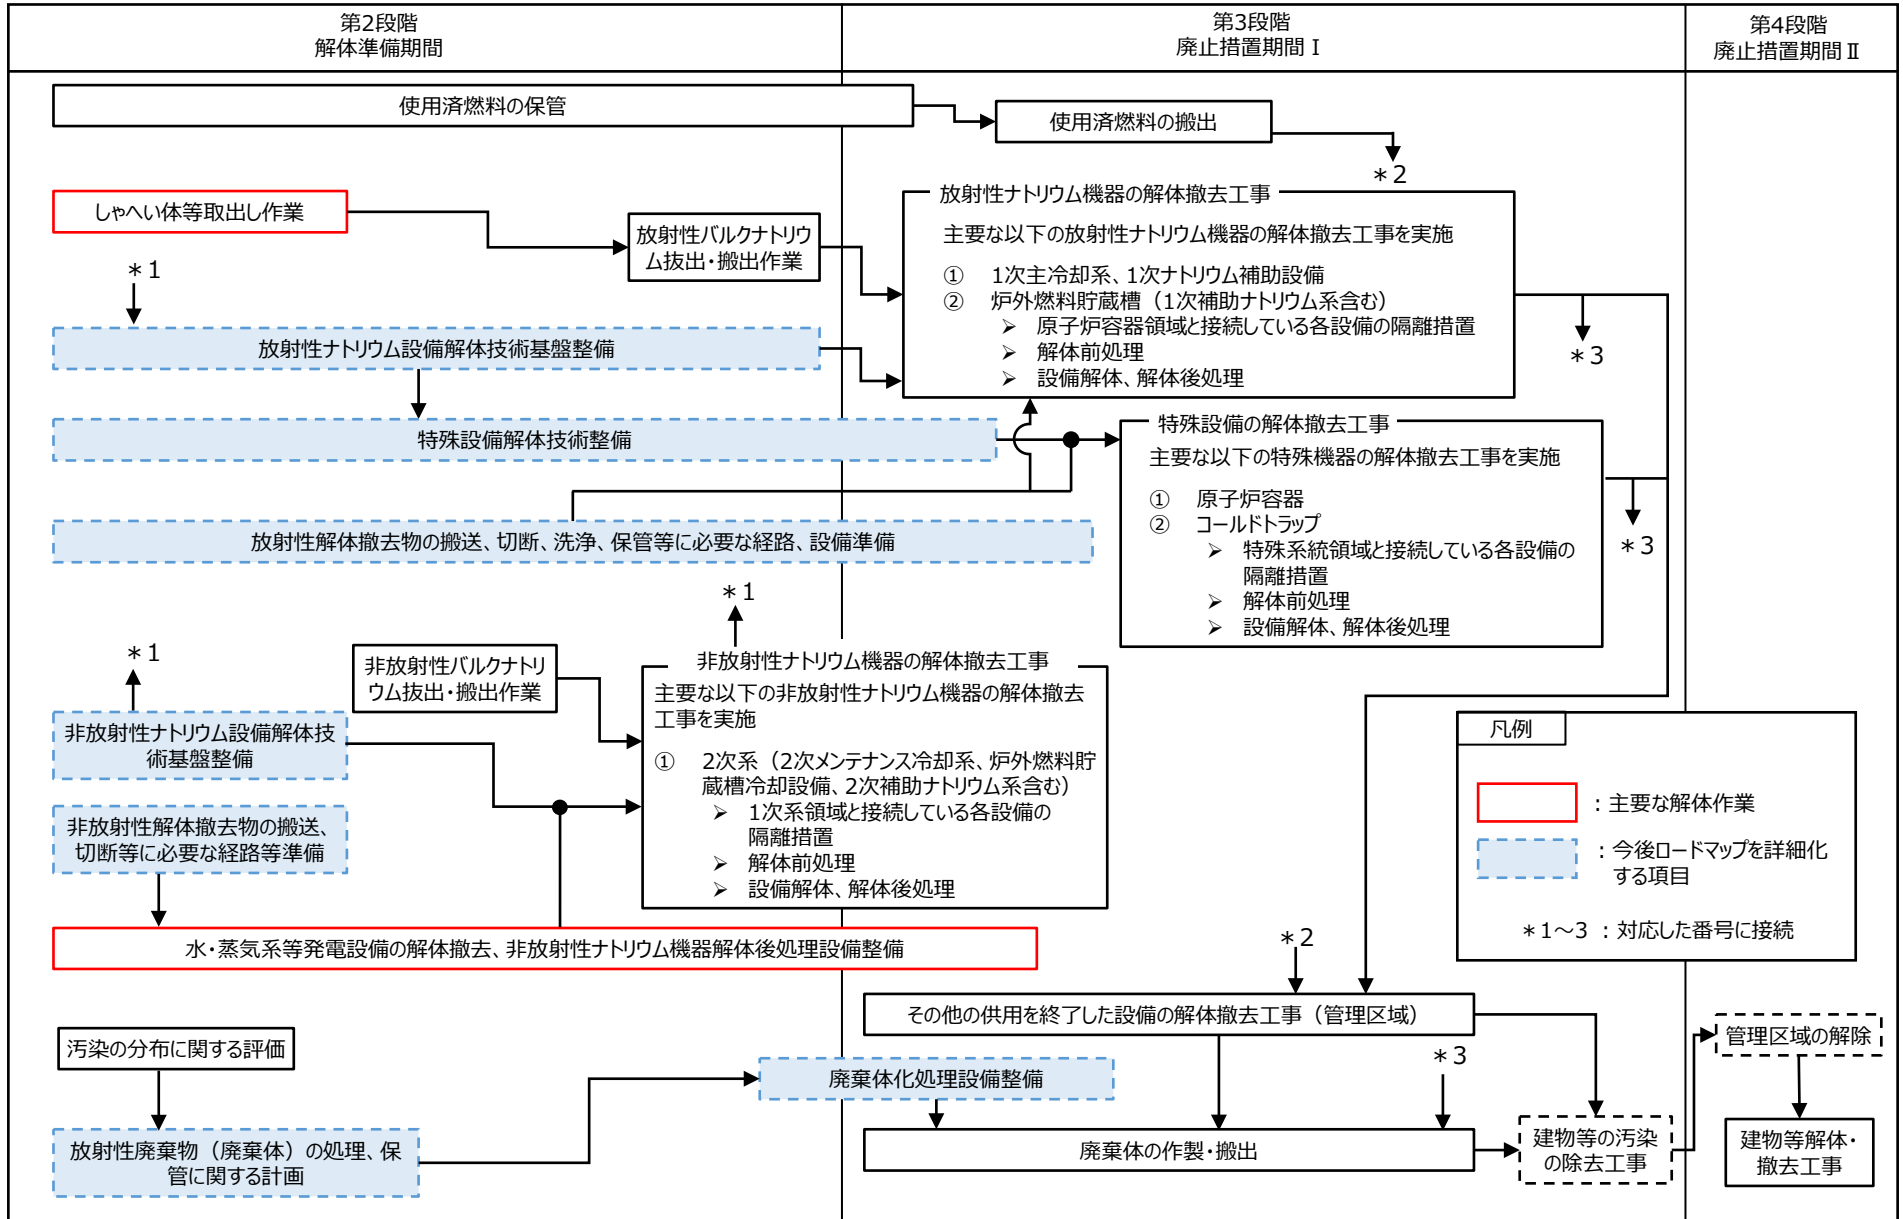 第2段階
解体準備期間
第3段階
廃止措置期間Ⅰ
第4段階
廃止措置期間Ⅱ
使用済燃料の保管
使用済燃料の搬出
＊2
しゃへい体等取出し作業
放射性バルクナトリウ
ム抜出・搬出作業
放射性ナトリウム機器の解体撤去工事
主要な以下の放射性ナトリウム機器の解体撤去工事を実施
① 1次主冷却系、1次ナトリウム補助設備
② 炉外燃料貯蔵槽（1次補助ナトリウム系含む）
➢ 原子炉容器領域と接続している各設備の隔離措置
➢ 解体前処理
➢ 設備解体、解体後処理
＊3
＊1
放射性ナトリウム設備解体技術基盤整備
特殊設備解体技術整備
特殊設備の解体撤去工事
主要な以下の特殊機器の解体撤去工事を実施
① 原子炉容器
② コールドトラップ
➢ 特殊系統領域と接続している各設備の
隔離措置
➢ 解体前処理
➢ 設備解体、解体後処理
＊3
放射性解体撤去物の搬送、切断、洗浄、保管等に必要な経路、設備準備
＊1
＊1
非放射性バルクナトリ
ウム抜出・搬出作業
非放射性ナトリウム機器の解体撤去工事
主要な以下の非放射性ナトリウム機器の解体撤去
工事を実施
① 2次系（2次メンテナンス冷却系、炉外燃料貯
蔵槽冷却設備、2次補助ナトリウム系含む）
➢ 1次系領域と接続している各設備の
隔離措置
➢ 解体前処理
➢ 設備解体、解体後処理
非放射性ナトリウム設備解体技
術基盤整備
非放射性解体撤去物の搬送、
切断等に必要な経路等準備
水・蒸気系等発電設備の解体撤去、非放射性ナトリウム機器解体後処理設備整備
凡例
：主要な解体作業
：今後ロードマップを詳細化
する項目
＊1～3 ：対応した番号に接続
＊2
その他の供用を終了した設備の解体撤去工事（管理区域）
汚染の分布に関する評価
廃棄体化処理設備整備
＊3
管理区域の解除
放射性廃棄物（廃棄体）の処理、保
管に関する計画
廃棄体の作製・搬出
建物等の汚染
の除去工事
建物等解体・
撤去工事